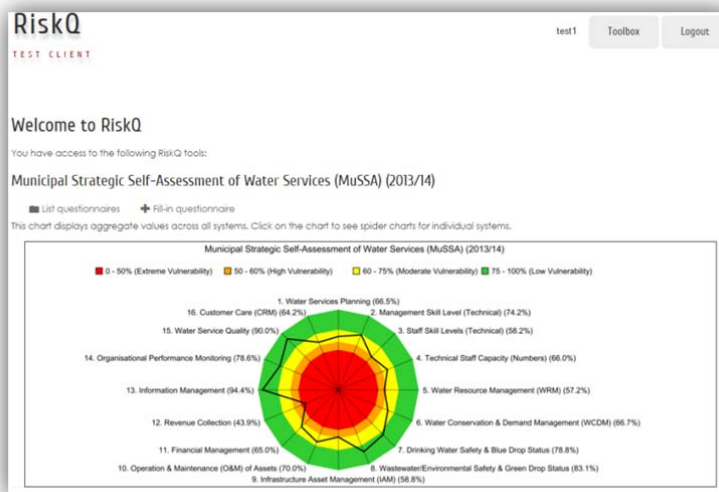 RiskQ
TEST CLIENT
test1 Toolbox Logout
Welcome to RiskQ
You have access to the following RiskQ tools:
Municipal Strategic Self-Assessment of Water Services (MuSSA) (2013/14)
List questionnaires Fill-in questionnaire
This chart displays aggregate values across all systems. Click on the chart to see spider charts for individual systems.
Municipal Strategic Self-Assessment of Water Services (MuSSA) (2013/14)
0 - 50% (Extreme Vulnerability) 50 - 60% (High Vulnerability) 60 - 75% (Moderate Vulnerability) 75 - 100% (Low Vulnerability)
1. Water Services Planning (66.5%)
16. Customer Care (CRM) (64.2%) 2. Management Skill Level (Technical) (74.2%)
15. Water Service Quality (90.0%) 3. Staff Skill Levels (Technical) (58.2%)
14. Organisational Performance Monitoring (78.6%) 4. Technical Staff Capacity (Numbers) (66.0%)
13. Information Management (94.4%) 5. Water Resource Management (WRM) (57.2%)
12. Revenue Collection (43.9%) 6. Water Conservation & Demand Management (WCDM) (66.7%)
11. Financial Management (65.0%) 7. Drinking Water Safety & Blue Drop Status (78.8%)
10. Operation & Maintenance (O&M) of Assets (70.0%) 8. Wastewater/Environmental Safety & Green Drop Status (83.1%)
9. Infrastructure Asset Management (IAM) (58.8%)